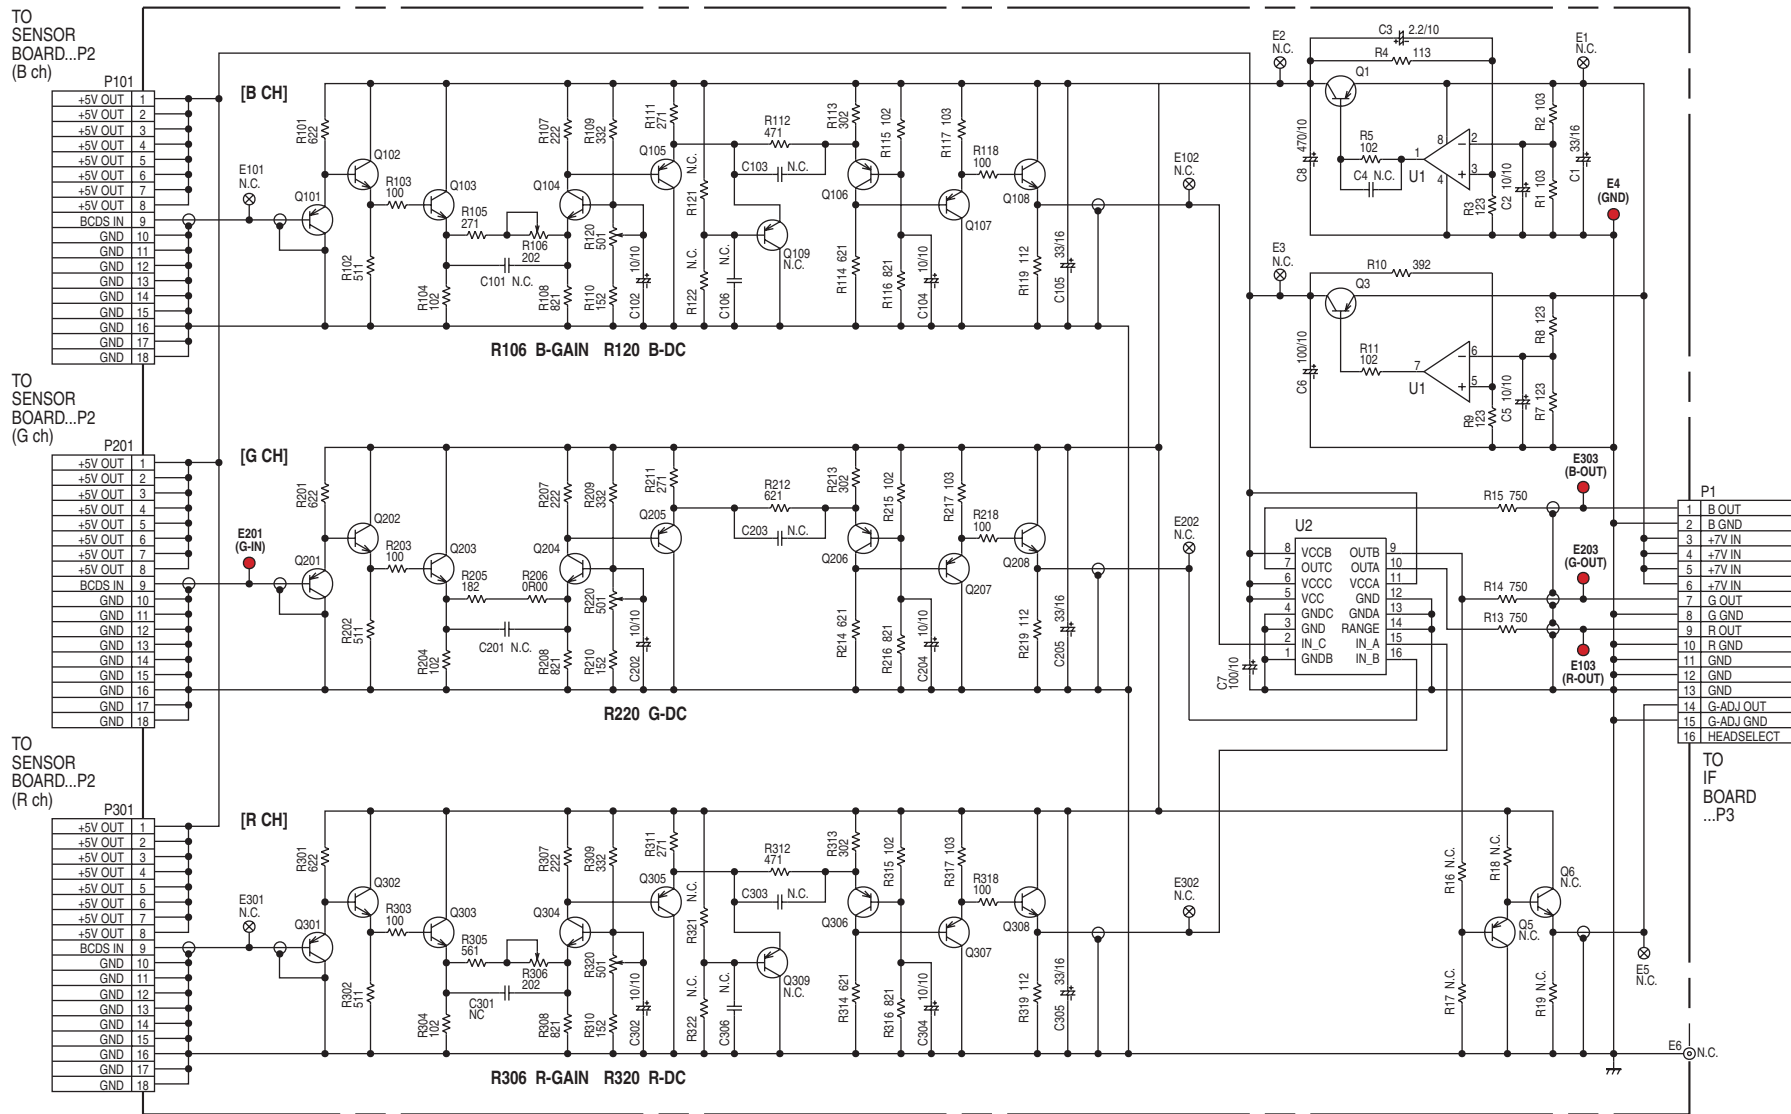 TO
SENSOR
BOARD...P2
(B ch)
P101
+5V OUT 1
+5V OUT 2
+5V OUT 3
+5V OUT 4
+5V OUT 5
+5V OUT 6
+5V OUT 7
+5V OUT 8
BCDS IN 9
GND 10
GND 11
GND 12
GND 13
GND 14
GND 15
GND 16
GND 17
GND 18
[B CH]
E101
N.C.
R101
622
Q101
Q102
R102
511
R103
100
Q103
R104
102
R105
271
R106
202
C101 N.C.
R107
222
Q104
R108
821
R109
332
R120
501
R110
152
C102 10/10
R111
271
Q105
R121 N.C.
R122 N.C.
C106 N.C.
R112
471
C103 N.C.
Q109
N.C.
R113
302
Q106
R114 621
R115 102
R116 821
C104 10/10
R117 103
Q107
R118
100
Q108
R119 112
C105 33/16
E102
N.C.
R106 B-GAIN R120 B-DC
E2
N.C.
C3 2.2/10
R4 113
E1
N.C.
Q1
C8 470/10
R5
102
C4 N.C.
1
8
4
2
3
U1
R3
123
C2 10/10
R2 103
R1 103
C1 33/16
E4
(GND)
E3
N.C.
R10 392
Q3
C6 100/10
R11
102
7
6
5
U1
R9
123
C5 10/10
R8 123
R7 123
TO
SENSOR
BOARD...P2
(G ch)
P201
+5V OUT 1
+5V OUT 2
+5V OUT 3
+5V OUT 4
+5V OUT 5
+5V OUT 6
+5V OUT 7
+5V OUT 8
BCDS IN 9
GND 10
GND 11
GND 12
GND 13
GND 14
GND 15
GND 16
GND 17
GND 18
[G CH]
E201
(G-IN)
R201
622
Q201
Q202
R202
511
R203
100
Q203
R204
102
R205
182
R206
0R00
C201 N.C.
R207
222
Q204
R208
821
R209
332
R220
501
R210
152
C202 10/10
R211
271
Q205
R212
621
C203 N.C.
R213
302
Q206
R214 621
R215 102
R216 821
C204 10/10
R217 103
Q207
R218
100
Q208
R219 112
C205 33/16
E202
N.C.
R220 G-DC
C7
100/10
U2
8 VCCB OUTB 9
7 OUTC OUTA 10
6 VCCC VCCA 11
5 VCC GND 12
4 GNDC GNDA 13
3 GND RANGE 14
2 IN_C IN_A 15
1 GNDB IN_B 16
R15 750
R14 750
R13 750
E303
(B-OUT)
E203
(G-OUT)
E103
(R-OUT)
P1
1 B OUT
2 B GND
3 +7V IN
4 +7V IN
5 +7V IN
6 +7V IN
7 G OUT
8 G GND
9 R OUT
10 R GND
11 GND
12 GND
13 GND
14 G-ADJ OUT
15 G-ADJ GND
16 HEADSELECT
TO
IF
BOARD
...P3
TO
SENSOR
BOARD...P2
(R ch)
P301
+5V OUT 1
+5V OUT 2
+5V OUT 3
+5V OUT 4
+5V OUT 5
+5V OUT 6
+5V OUT 7
+5V OUT 8
BCDS IN 9
GND 10
GND 11
GND 12
GND 13
GND 14
GND 15
GND 16
GND 17
GND 18
[R CH]
E301
N.C.
R301
622
Q301
Q302
R302
511
R303
100
Q303
R304
102
R305
561
R306
202
C301
NC
R307
222
Q304
R308
821
R309
332
R320
501
R310
152
C302 10/10
R311
271
Q305
R321 N.C.
R322 N.C.
C306 N.C.
R312
471
C303 N.C.
Q309
N.C.
R313
302
Q306
R314 621
R315 102
R316 821
C304 10/10
R317 103
Q307
R318
100
Q308
R319 112
C305 33/16
E302
N.C.
R306 R-GAIN R320 R-DC
R16 N.C.
R17 N.C.
R18 N.C.
Q5
N.C.
Q6
N.C.
R19 N.C.
E5
N.C.
E6 N.C.